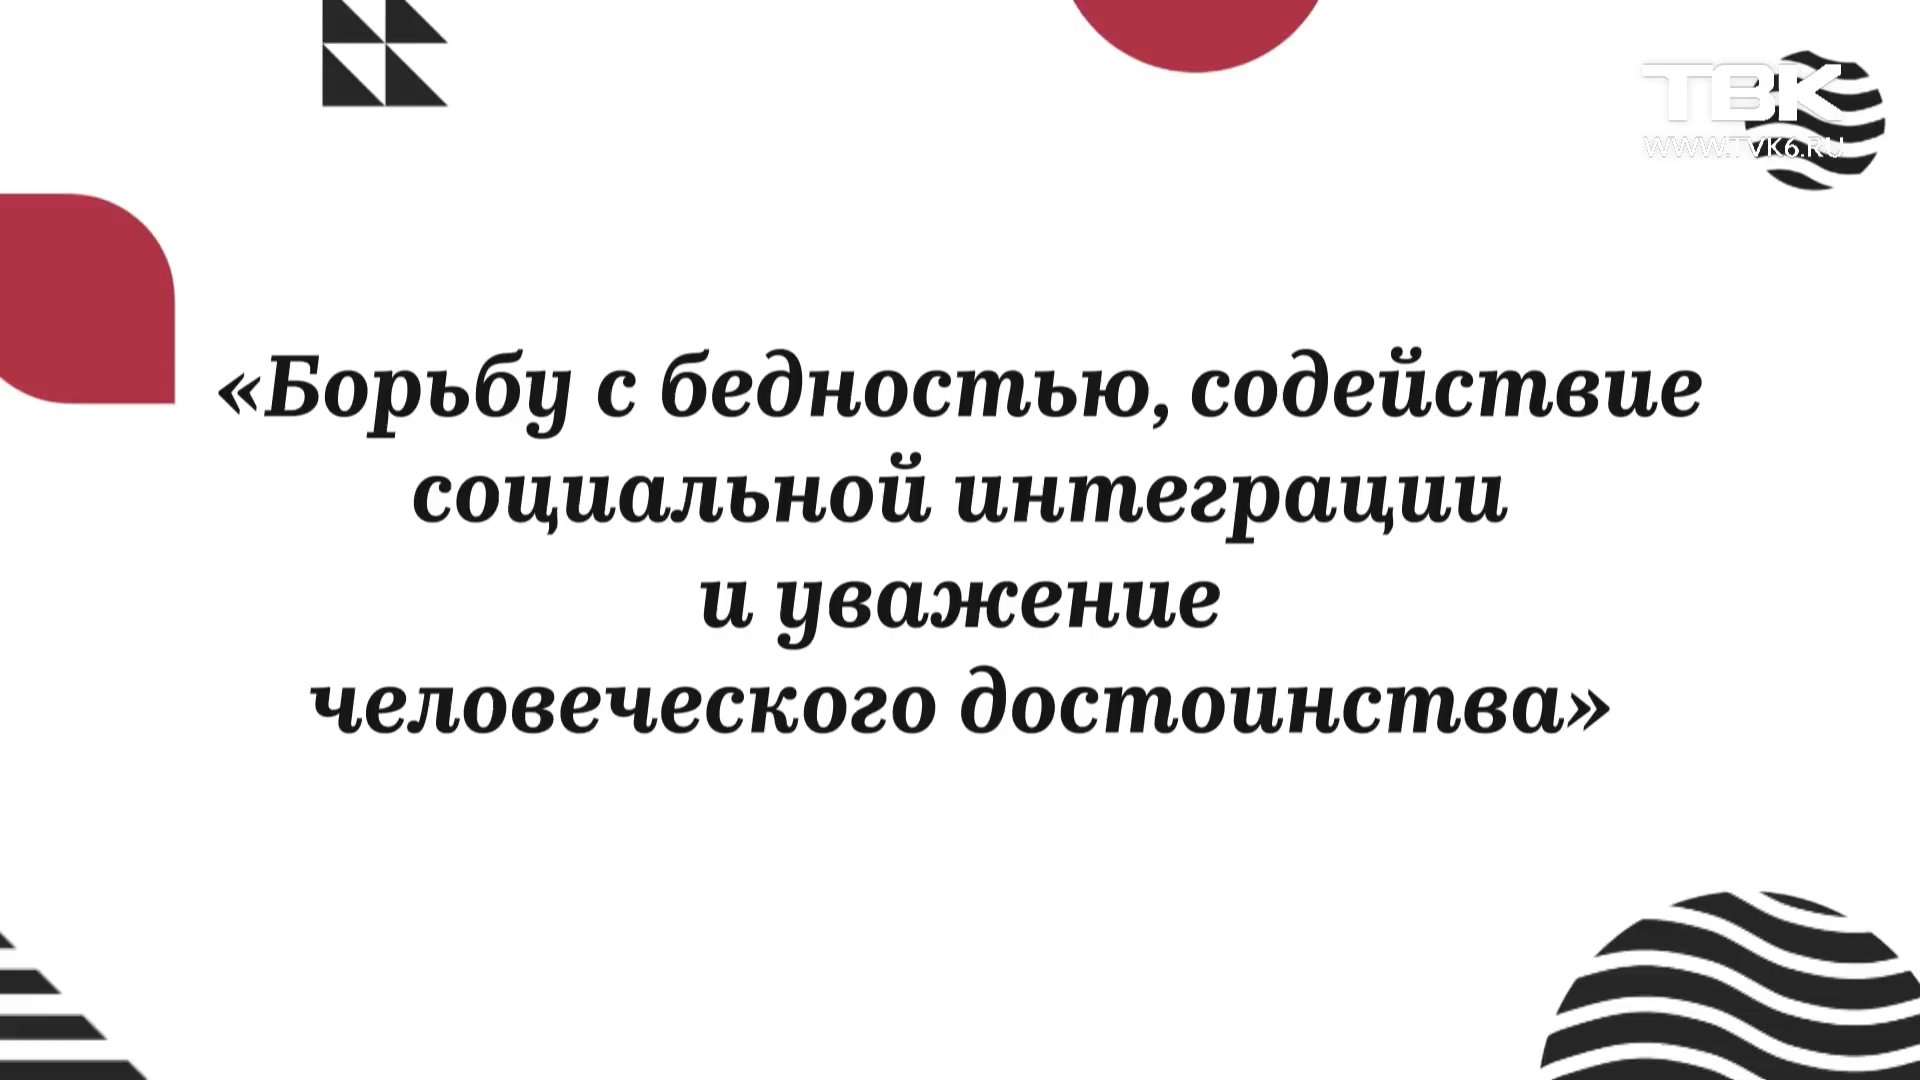 ТВК
WWW.TVK6.RU
«Борьбу с бедностью, содействие
социальной интеграции
и уважение
человеческого достоинства»